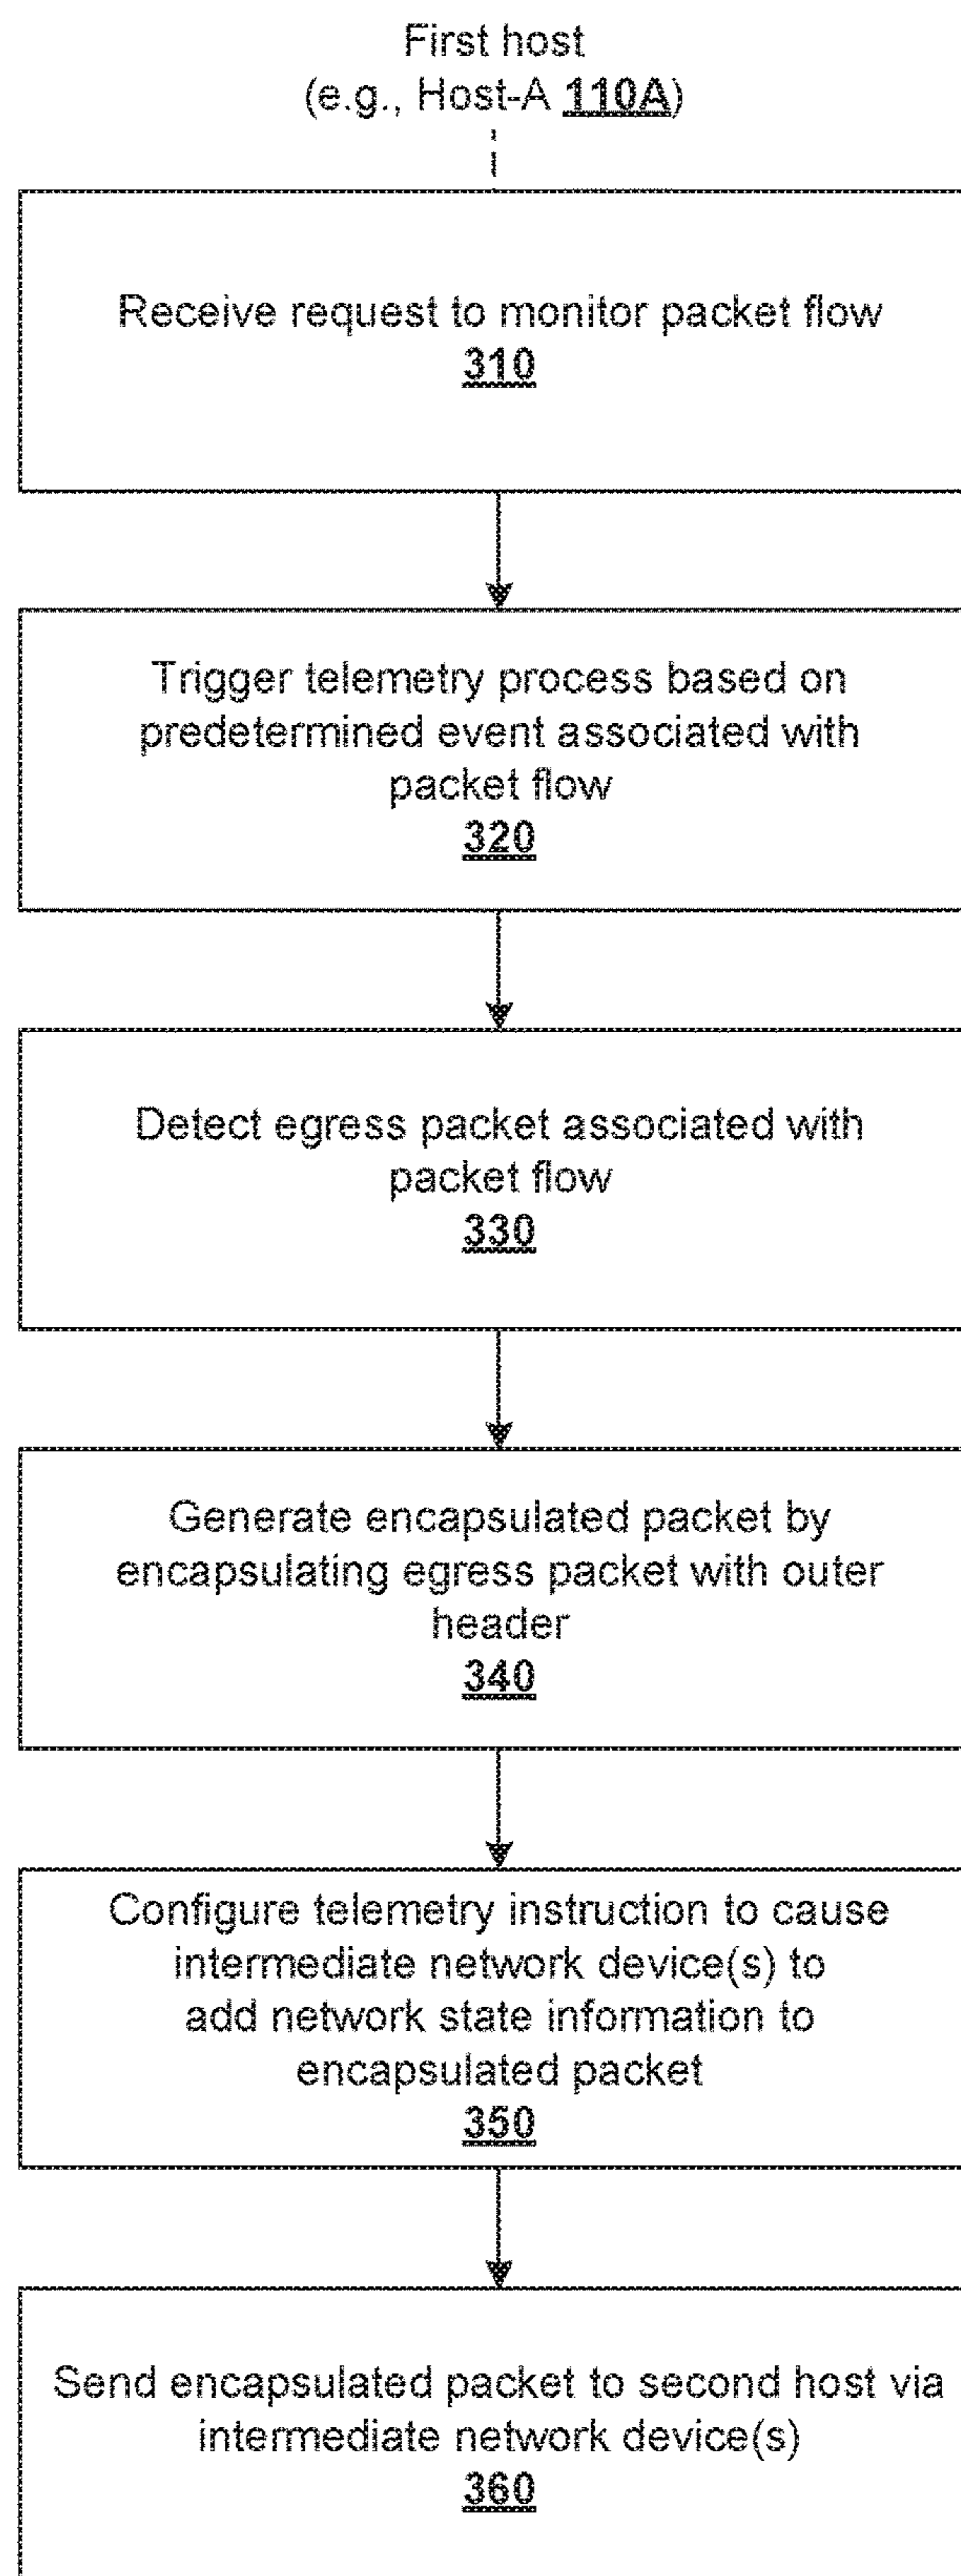 First host
(e.g., Host-A 110A)
Receive request to monitor packet flow
310
Trigger telemetry process based on
predetermined event associated with
packet flow
320
Detect egress packet associated with
packet flow
330
Generate encapsulated packet by
encapsulating egress packet with outer
header
340
Configure telemetry instruction to cause
intermediate network device(s) to
add network state information to
encapsulated packet
350
Send encapsulated packet to second host via
intermediate network device(s)
360